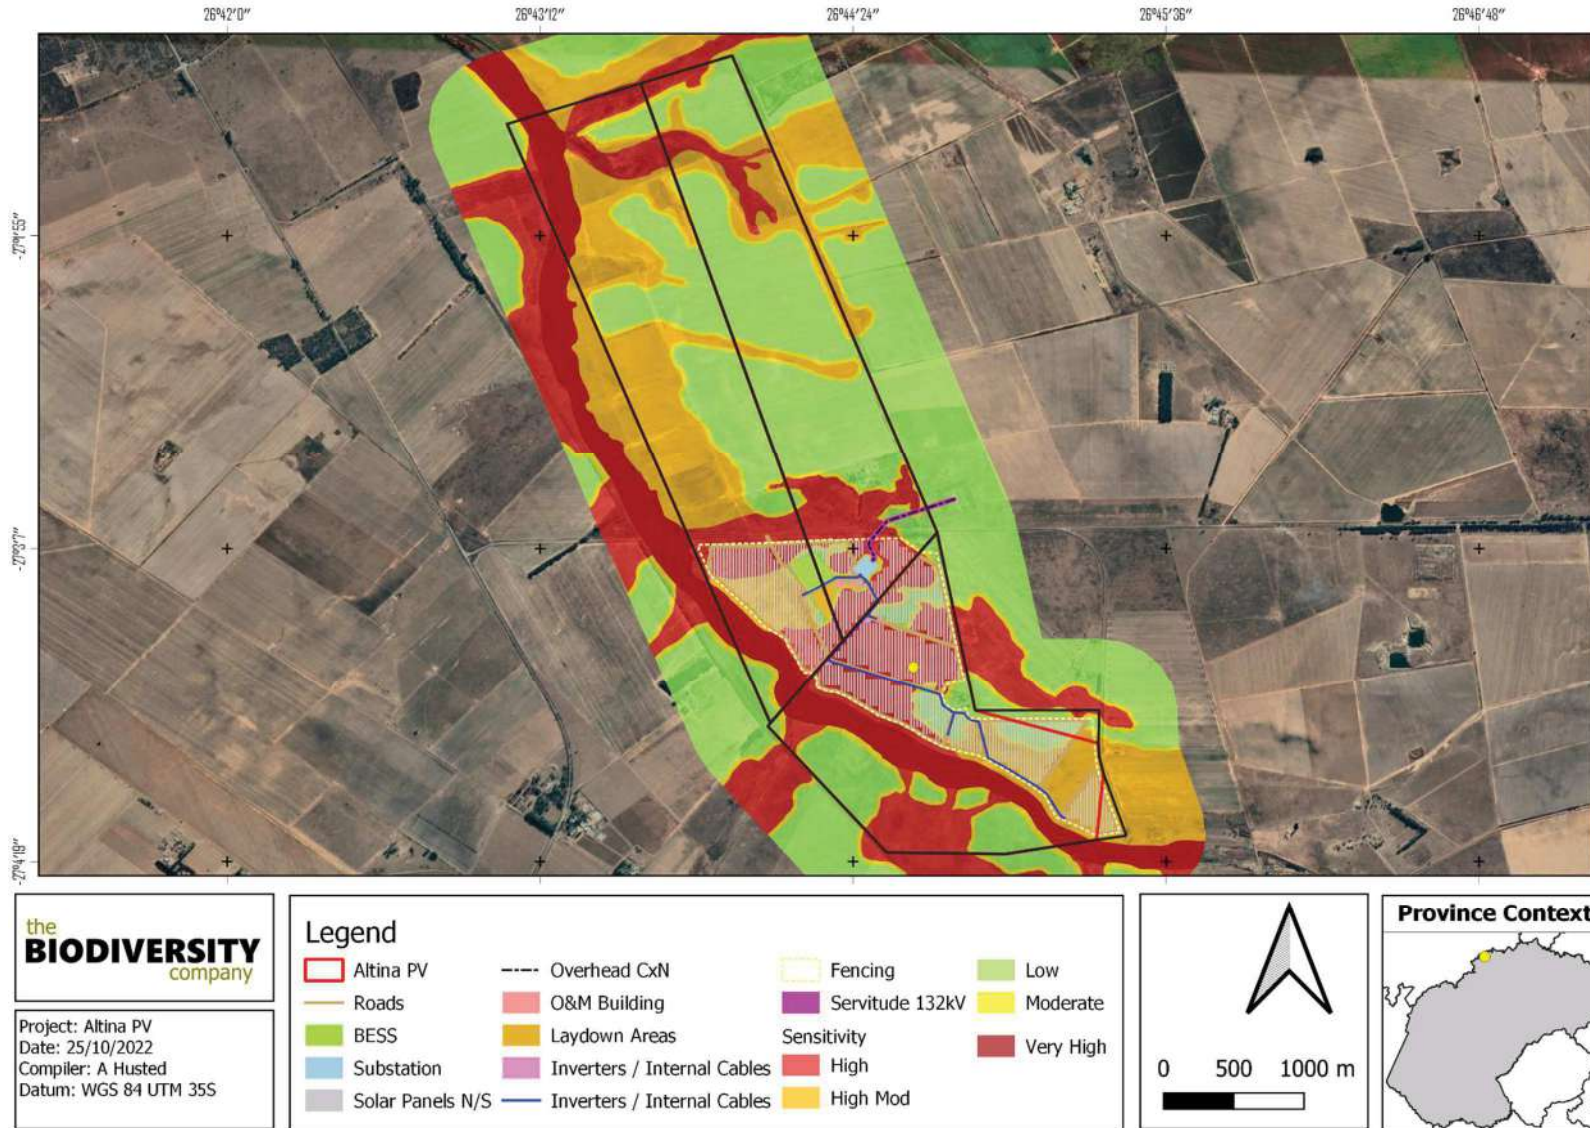 26°42'0"
26°43'12"
26°44'24"
26°45'36"
26°46'48"
-27°1'55"
-27°3'7"
-27°4'19"
the
BIODIVERSITY
company
Project: Altina PV
Date: 25/10/2022
Compiler: A Husted
Datum: WGS 84 UTM 35S
Legend
Altina PV
Roads
BESS
Substation
Solar Panels N/S
Overhead CxN
O&M Building
Laydown Areas
Inverters / Internal Cables
Inverters / Internal Cables
Fencing
Servitude 132kV
Sensitivity
High
High Mod
Low
Moderate
Very High
0 500 1000 m
Province Context